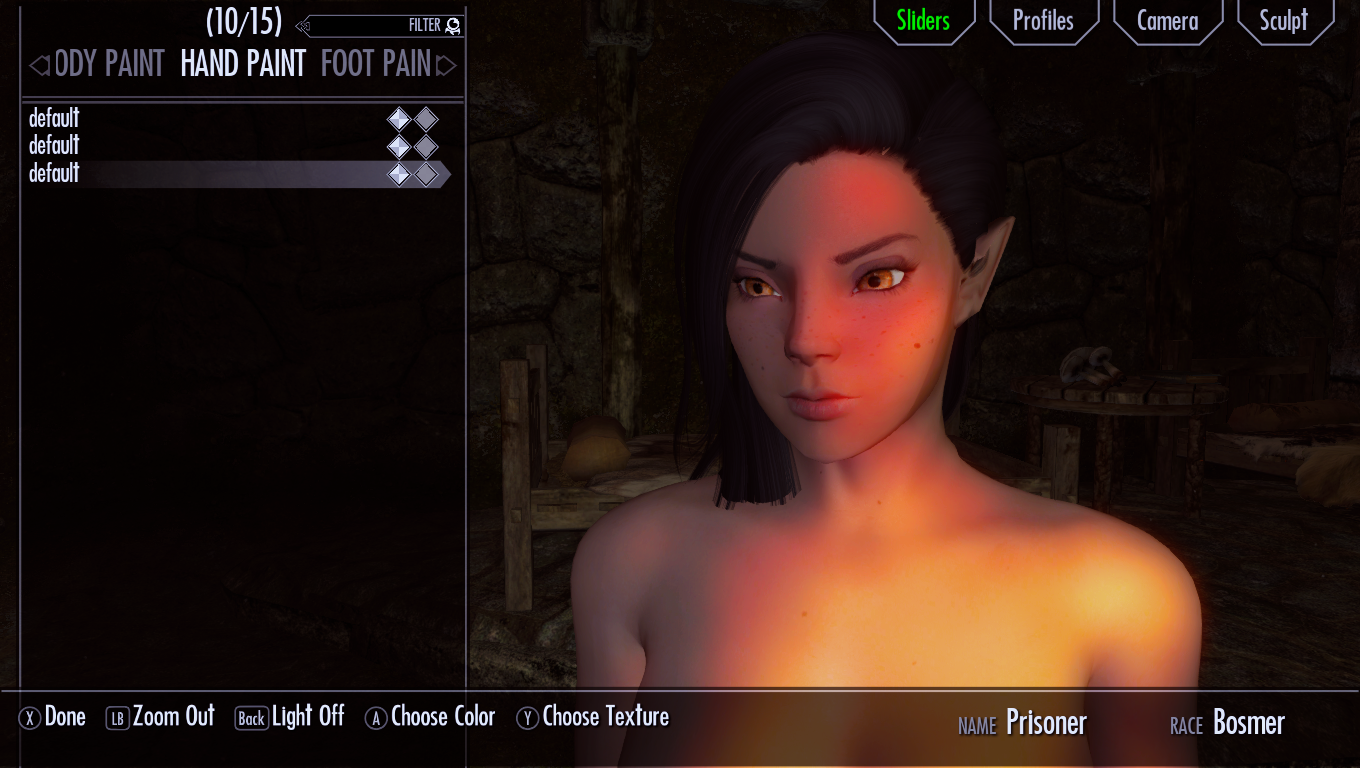 (10/15)
FILTER
Sliders
Profiles
Camera
Sculpt
ODY PAINT HAND PAINT FOOT PAIN
default
default
default
X Done
LB Zoom Out
Back Light Off
A Choose Color
Y Choose Texture
NAME Prisoner
RACE Bosmer